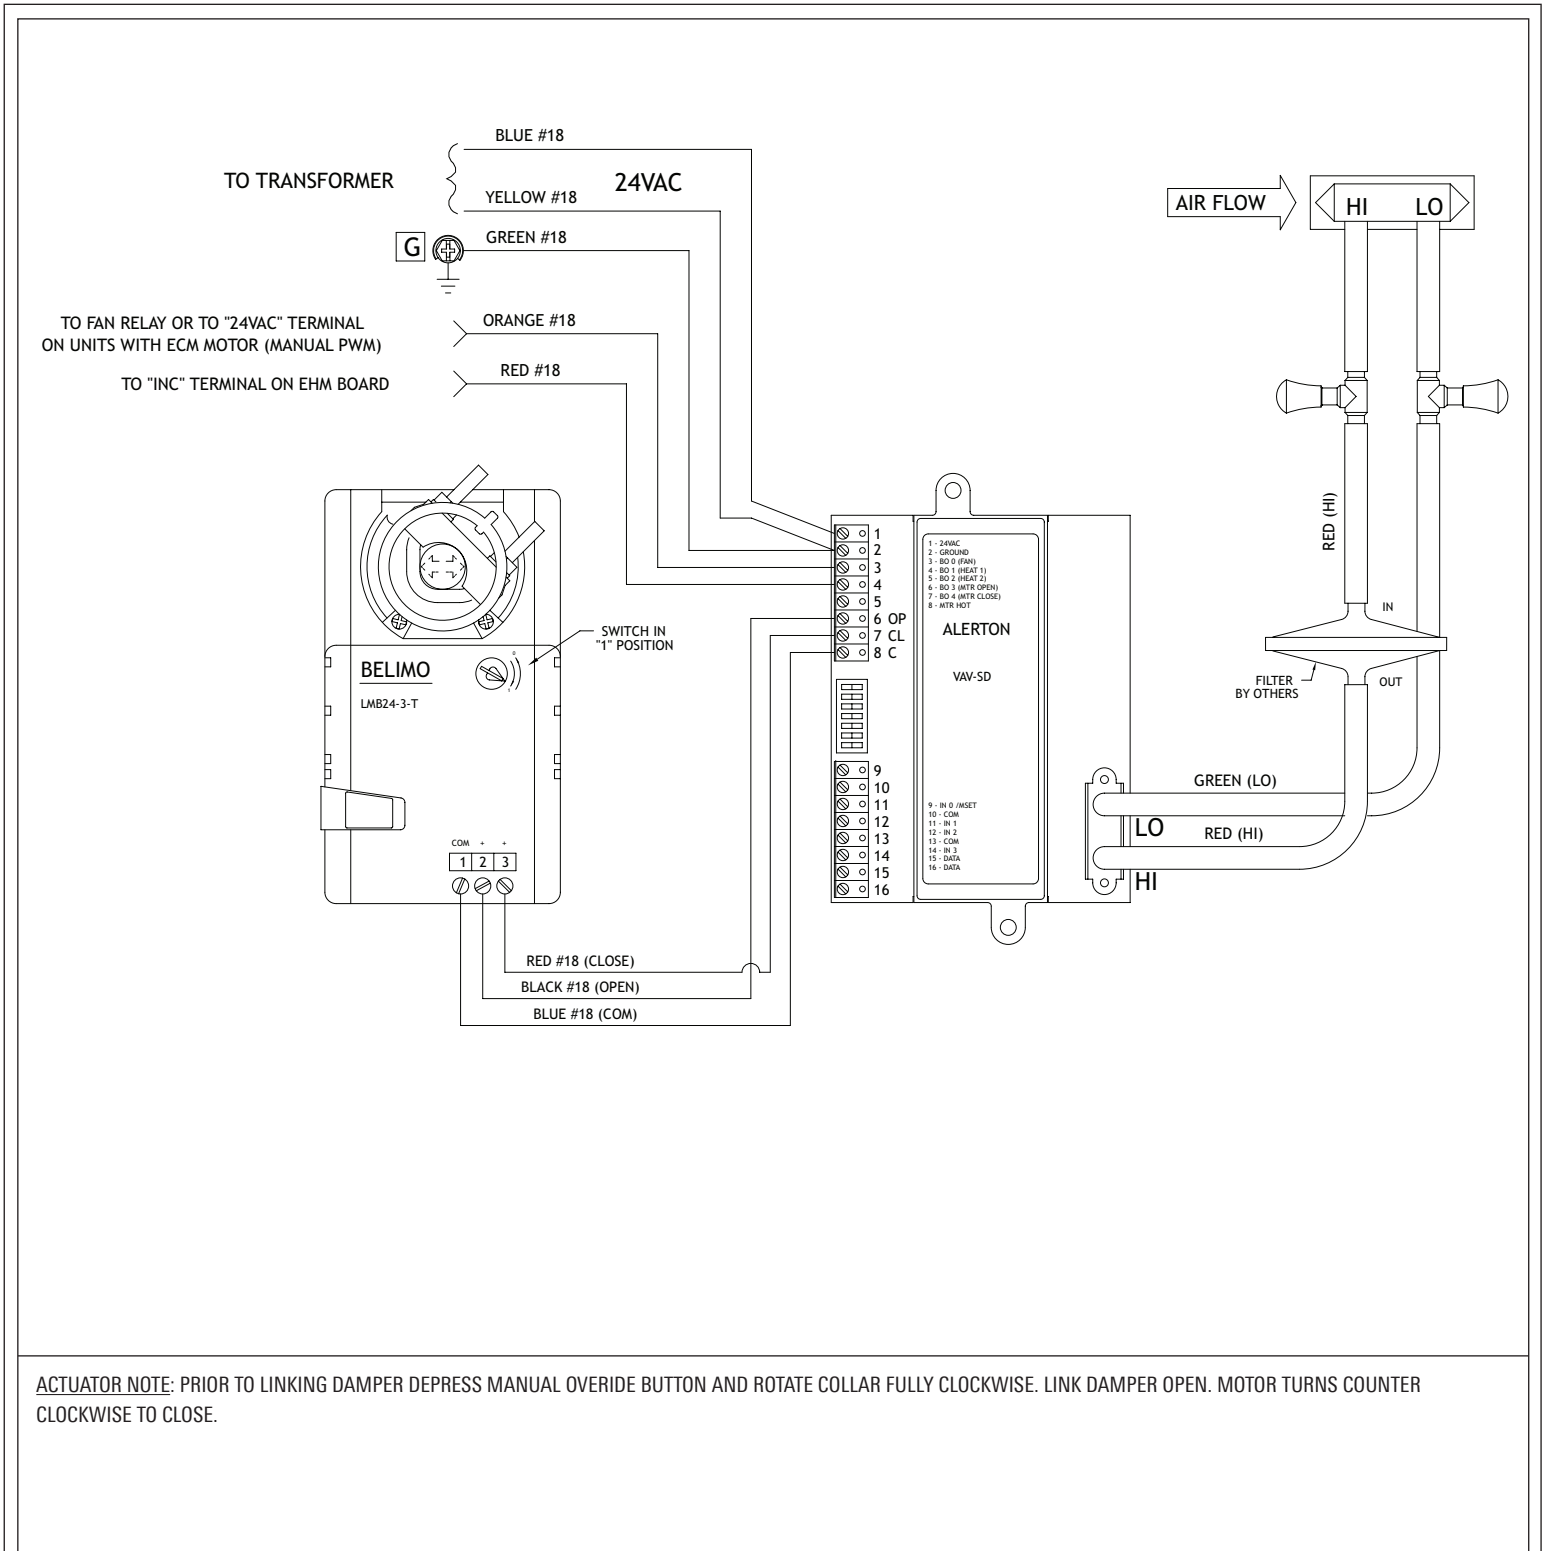 BLUE #18
TO TRANSFORMER
24VAC
YELLOW #18
G
GREEN #18
AIR FLOW
HI
LO
TO FAN RELAY OR TO "24VAC" TERMINAL
ON UNITS WITH ECM MOTOR (MANUAL PWM)
ORANGE #18
TO "INC" TERMINAL ON EHM BOARD
RED #18
RED (HI)
IN
OUT
FILTER
BY OTHERS
SWITCH IN
"1" POSITION
0
1
BELIMO
LMB24-3-T
COM + +
1 2 3
1
2
3
4
5
6 OP
7 CL
8 C
1 - 24VAC
2 - GROUND
3 - BO 0 (FAN)
4 - BO 1 (HEAT 1)
5 - BO 2 (HEAT 2)
6 - BO 3 (MTR OPEN)
7 - BO 4 (MTR CLOSE)
8 - MTR HOT
ALERTON
VAV-SD
9
10
11
12
13
14
15
16
9 - IN 0 /MSET
10 - COM
11 - IN 1
12 - IN 2
13 - COM
14 - IN 3
15 - DATA
16 - DATA
GREEN (LO)
LO
RED (HI)
HI
RED #18 (CLOSE)
BLACK #18 (OPEN)
BLUE #18 (COM)
ACTUATOR NOTE: PRIOR TO LINKING DAMPER DEPRESS MANUAL OVERIDE BUTTON AND ROTATE COLLAR FULLY CLOCKWISE. LINK DAMPER OPEN. MOTOR TURNS COUNTER
CLOCKWISE TO CLOSE.